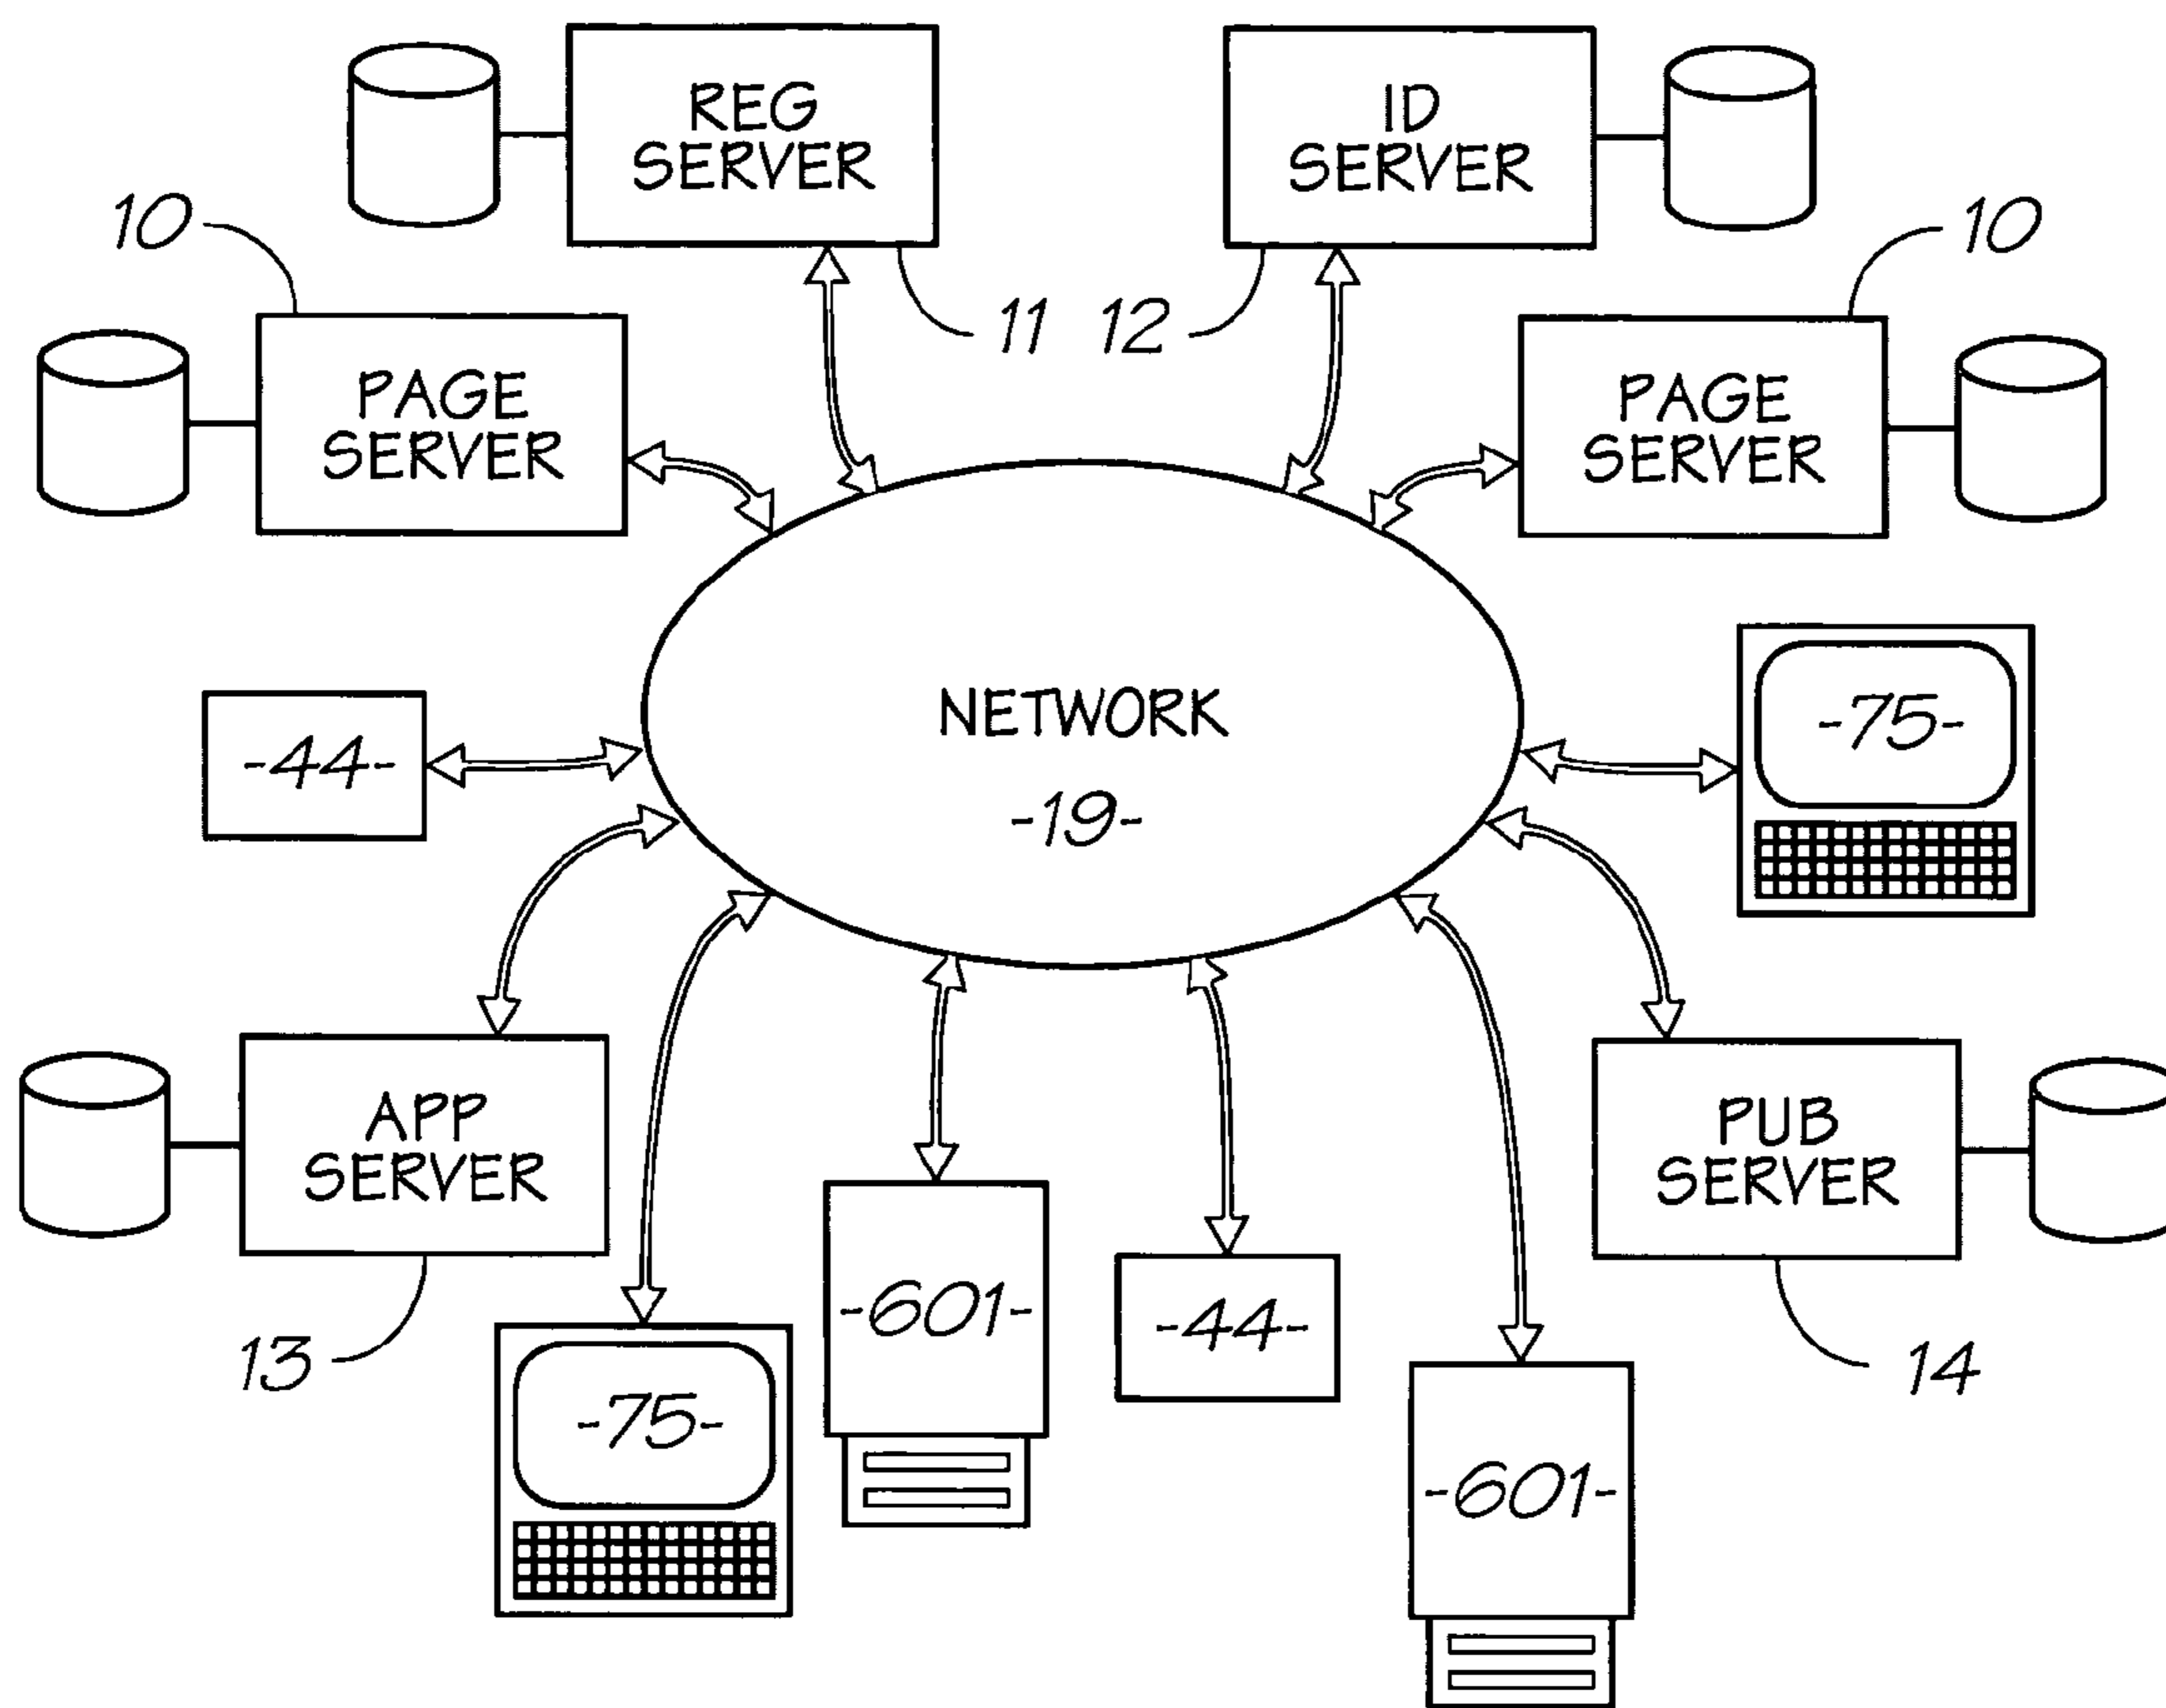 REG
SERVER
ID
SERVER
10
10
11
12
PAGE
SERVER
PAGE
SERVER
NETWORK
-19-
-44-
-75-
APP
SERVER
PUB
SERVER
-601-
-44-
13
14
-75-
-601-